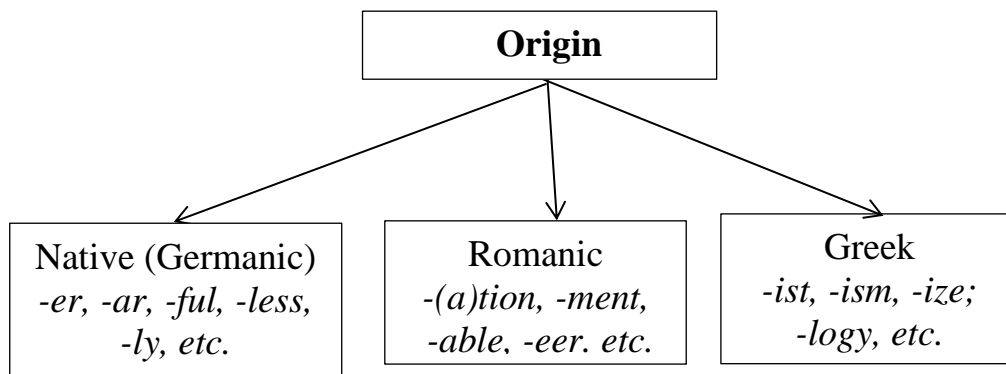 Origin
Native (Germanic)
-er, -ar, -ful, -less,
-ly, etc.
Romanic
-(a)tion, -ment,
-able, -eer. etc.
Greek
-ist, -ism, -ize;
-logy, etc.